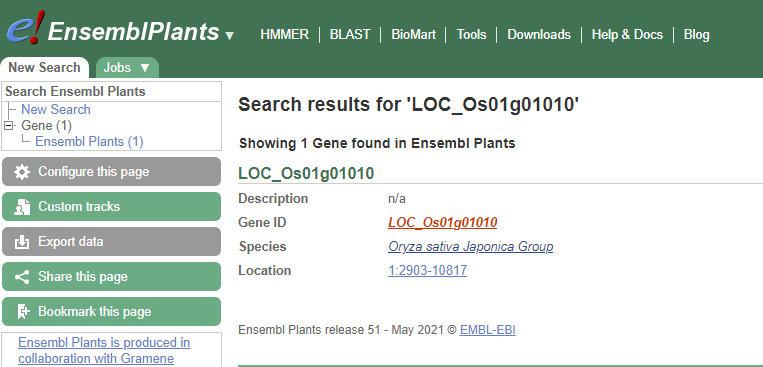 e! EnsemblPlants ▼ HMMER BLAST BioMart Tools Downloads Help & Docs Blog
New Search Jobs ▼
Search Ensembl Plants
New Search
Gene (1)
Ensembl Plants (1)
Configure this page
Custom tracks
Export data
Share this page
Bookmark this page
Ensembl Plants is produced in
collaboration with Gramene
Search results for 'LOC_Os01g01010'
Showing 1 Gene found in Ensembl Plants
LOC_Os01g01010
Description n/a
Gene ID LOC_Os01g01010
Species Oryza sativa Japonica Group
Location 1:2903-10817
Ensembl Plants release 51 - May 2021 © EMBL-EBI